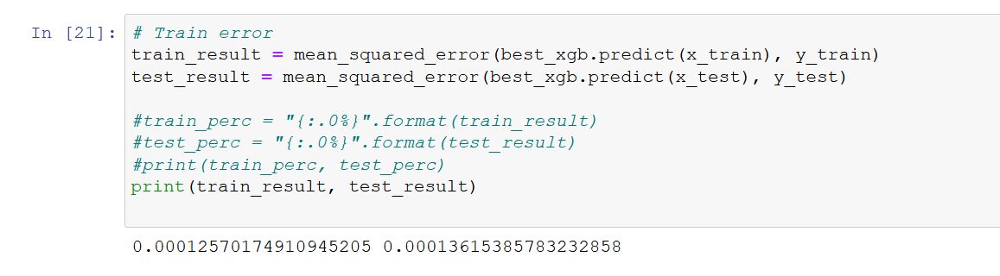 In [21]: # Train error
train_result = mean_squared_error(best_xgb.predict(x_train), y_train)
test_result = mean_squared_error(best_xgb.predict(x_test), y_test)
#train_perc = "{:.0%}".format(train_result)
#test_perc = "{:.0%}".format(test_result)
#print(train_perc, test_perc)
print(train_result, test_result)
0.00012570174910945205 0.00013615385783232858